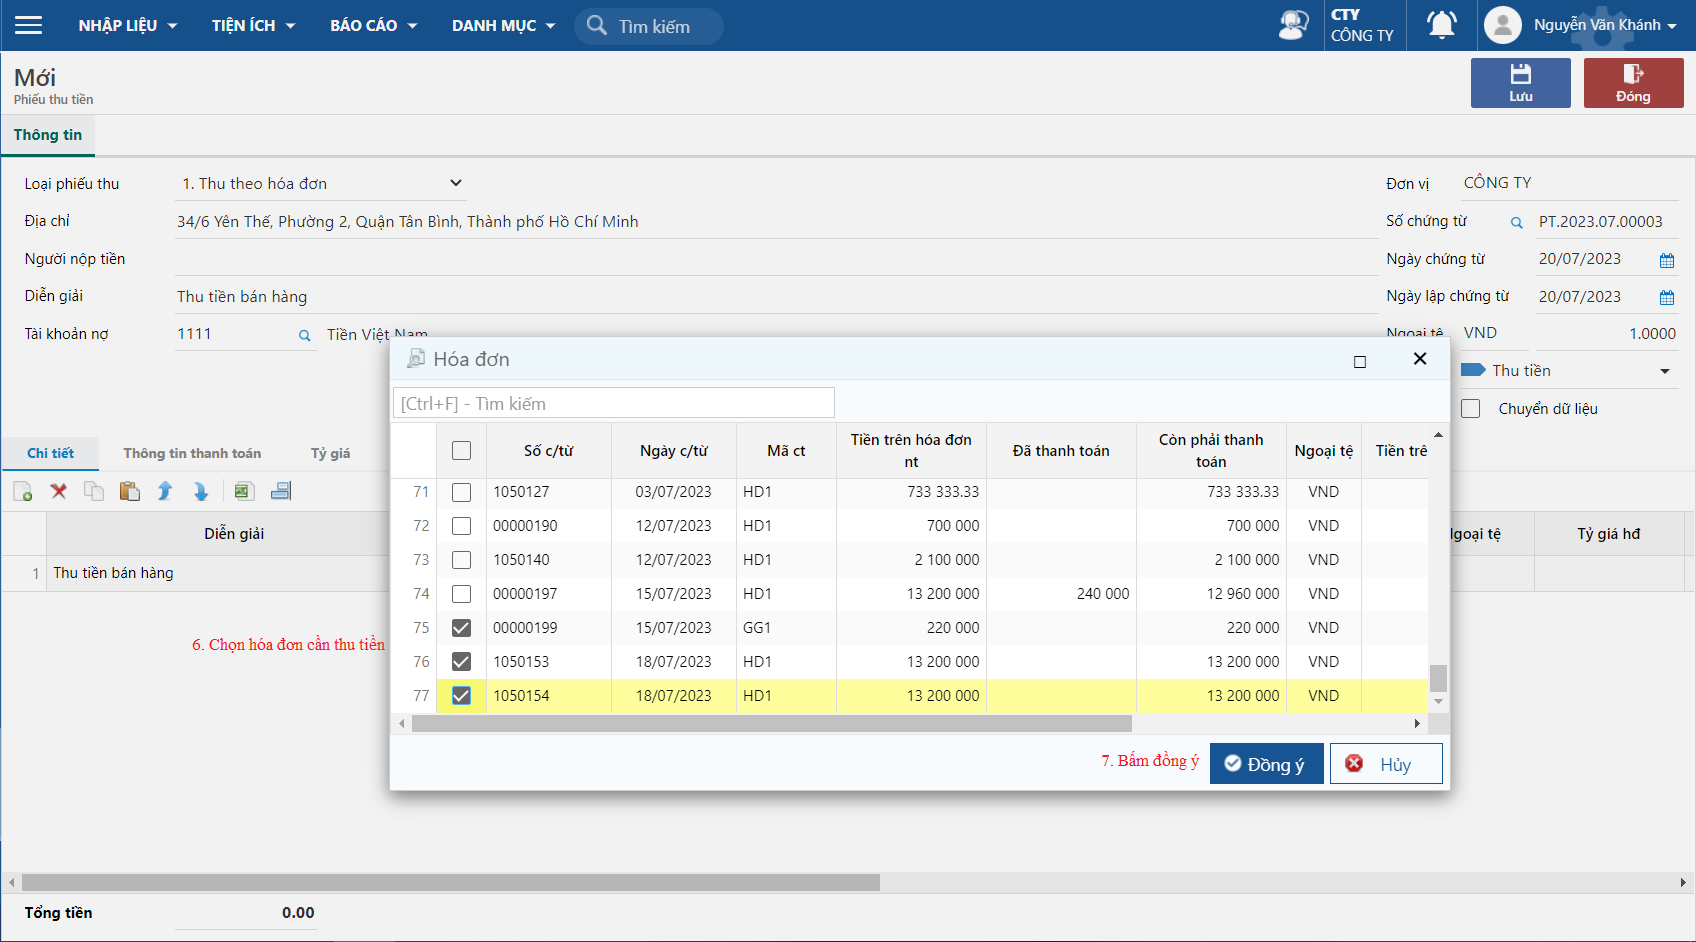 NHẬP LIỆU TIỆN ÍCH BÁO CÁO DANH MỤC Tìm kiếm CTY Nguyễn Văn Khánh
CÔNG TY
Mới
Phiếu thu tiền
Lưu Đóng
Thông tin
Loại phiếu thu 1. Thu theo hóa đơn Đơn vị CÔNG TY
Địa chỉ 34/6 Yên Thế, Phường 2, Quận Tân Bình, Thành phố Hồ Chí Minh Số chứng từ PT.2023.07.00003
Người nộp tiền Ngày chứng từ 20/07/2023
Diễn giải Thu tiền bán hàng Ngày lập chứng từ 20/07/2023
Tài khoản nợ 1111 Tiền Việt Nam Ngoại tệ VND 1.0000
Thu tiền
Chuyển dữ liệu
Hóa đơn
[Ctrl+F] - Tìm kiếm
Số c/từ Ngày c/từ Mã ct Tiền trên hóa đơn nt Đã thanh toán Còn phải thanh toán Ngoại tệ Tiền trê
71 1050127 03/07/2023 HD1 733 333.33 733 333.33 VND
72 00000190 12/07/2023 HD1 700 000 700 000 VND
73 1050140 12/07/2023 HD1 2 100 000 2 100 000 VND
74 00000197 15/07/2023 HD1 13 200 000 240 000 12 960 000 VND
75 00000199 15/07/2023 GG1 220 000 220 000 VND
76 1050153 18/07/2023 HD1 13 200 000 13 200 000 VND
77 1050154 18/07/2023 HD1 13 200 000 13 200 000 VND
7. Bấm đồng ý Đồng ý Hủy
Chi tiết Thông tin thanh toán Tỷ giá
Diễn giải goại tệ Tỷ giá hđ
1 Thu tiền bán hàng
6. Chọn hóa đơn cần thu tiền
Tổng tiền 0.00